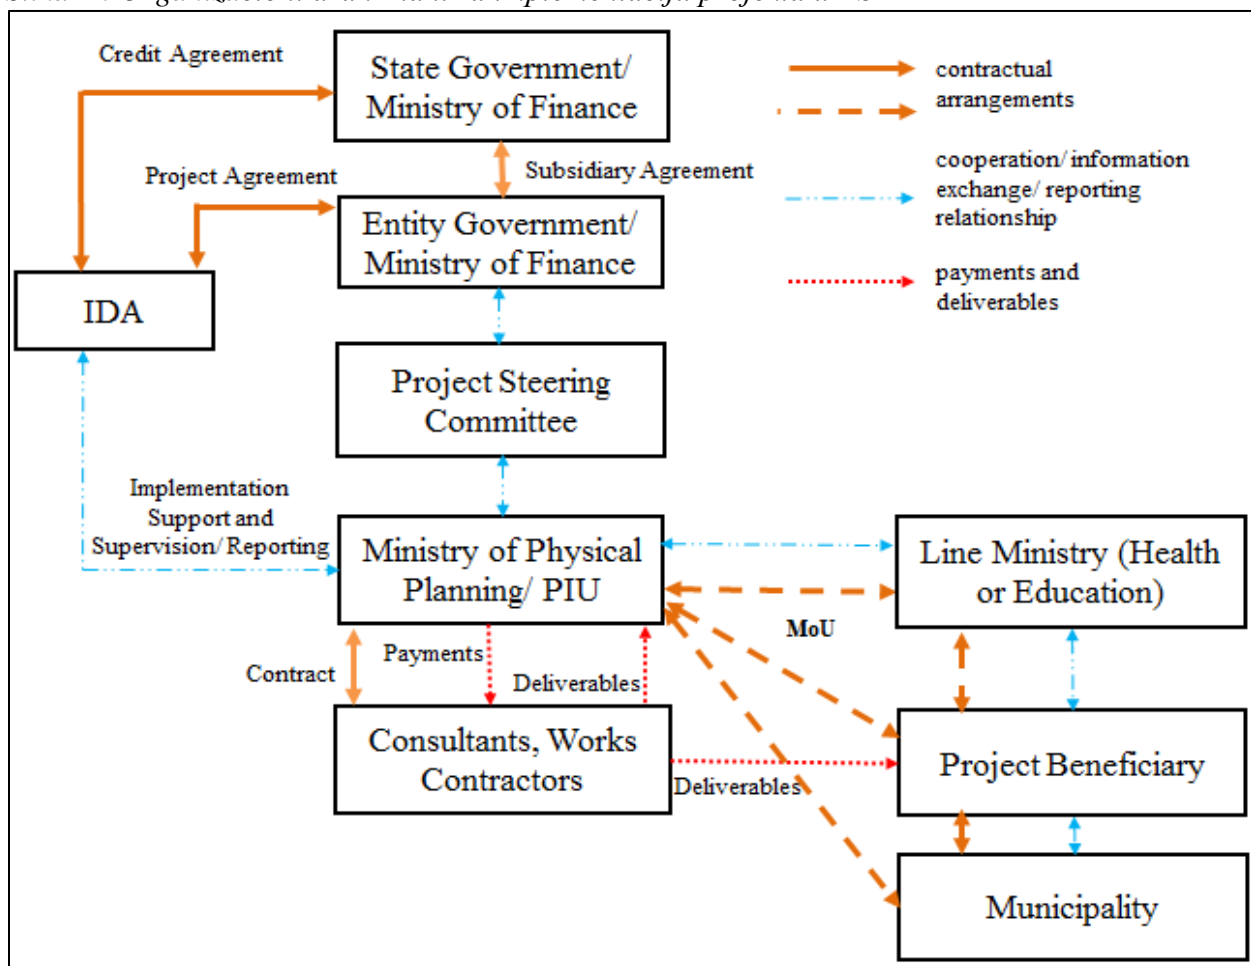 Credit Agreement
State Government/
Ministry of Finance
contractual
arrangements
Project Agreement
Subsidiary Agreement
cooperation/ information
exchange/ reporting
relationship
Entity Government/
Ministry of Finance
payments and
deliverables
IDA
Project Steering
Committee
Implementation
Support and
Supervision/ Reporting
Ministry of Physical
Planning/ PIU
Line Ministry (Health
or Education)
MoU
Payments
Contract
Deliverables
Consultants, Works
Contractors
Deliverables
Project Beneficiary
Municipality